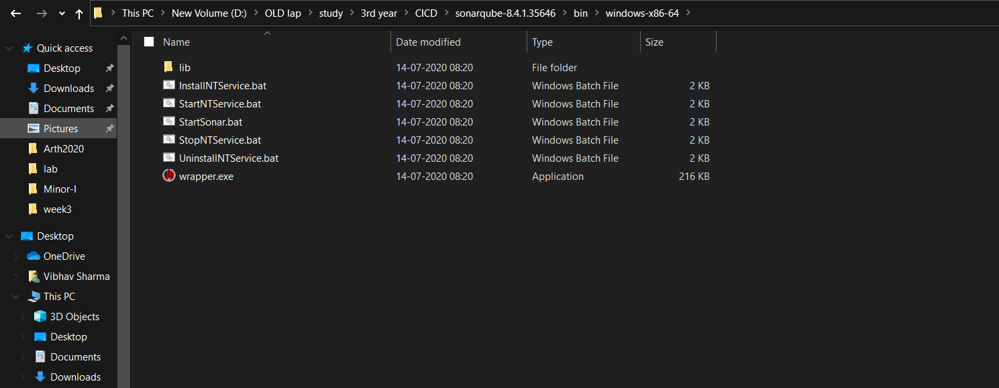 This PC > New Volume (D:) > OLD lap > study > 3rd year > CICD > sonarqube-8.4.1.35646 > bin > windows-x86-64 >
Name Date modified Type Size
lib 14-07-2020 08:20 File folder
InstallNTService.bat 14-07-2020 08:20 Windows Batch File 2 KB
StartNTService.bat 14-07-2020 08:20 Windows Batch File 2 KB
StartSonar.bat 14-07-2020 08:20 Windows Batch File 2 KB
StopNTService.bat 14-07-2020 08:20 Windows Batch File 2 KB
UninstallNTService.bat 14-07-2020 08:20 Windows Batch File 2 KB
wrapper.exe 14-07-2020 08:20 Application 216 KB
Quick access
Desktop
Downloads
Documents
Pictures
Arth2020
lab
Minor-I
week3
Desktop
OneDrive
Vibhav Sharma
This PC
3D Objects
Desktop
Documents
Downloads